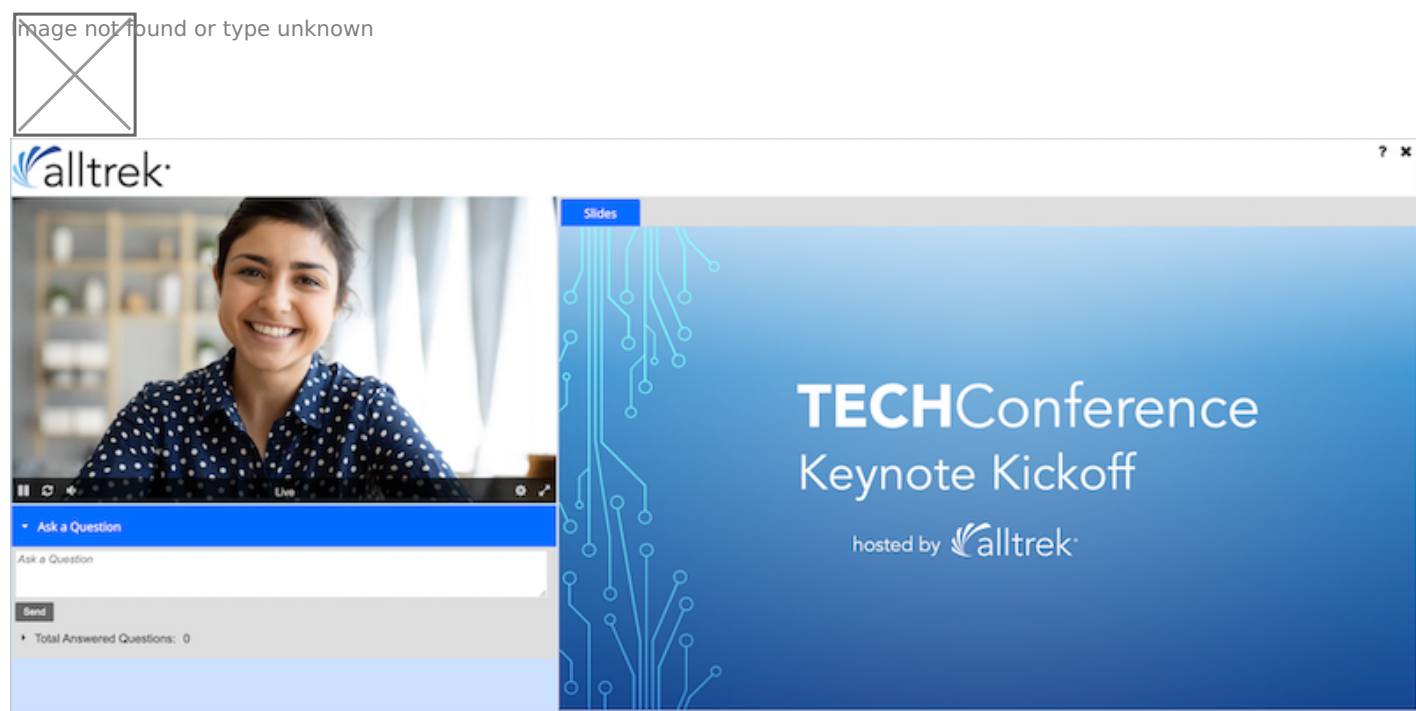 Image not found or type unknown
alltrek
? ✖
Slides
Live
Ask a Question
Ask a Question
Send
Total Answered Questions: 0
TECHConference
Keynote Kickoff
hosted by alltrek